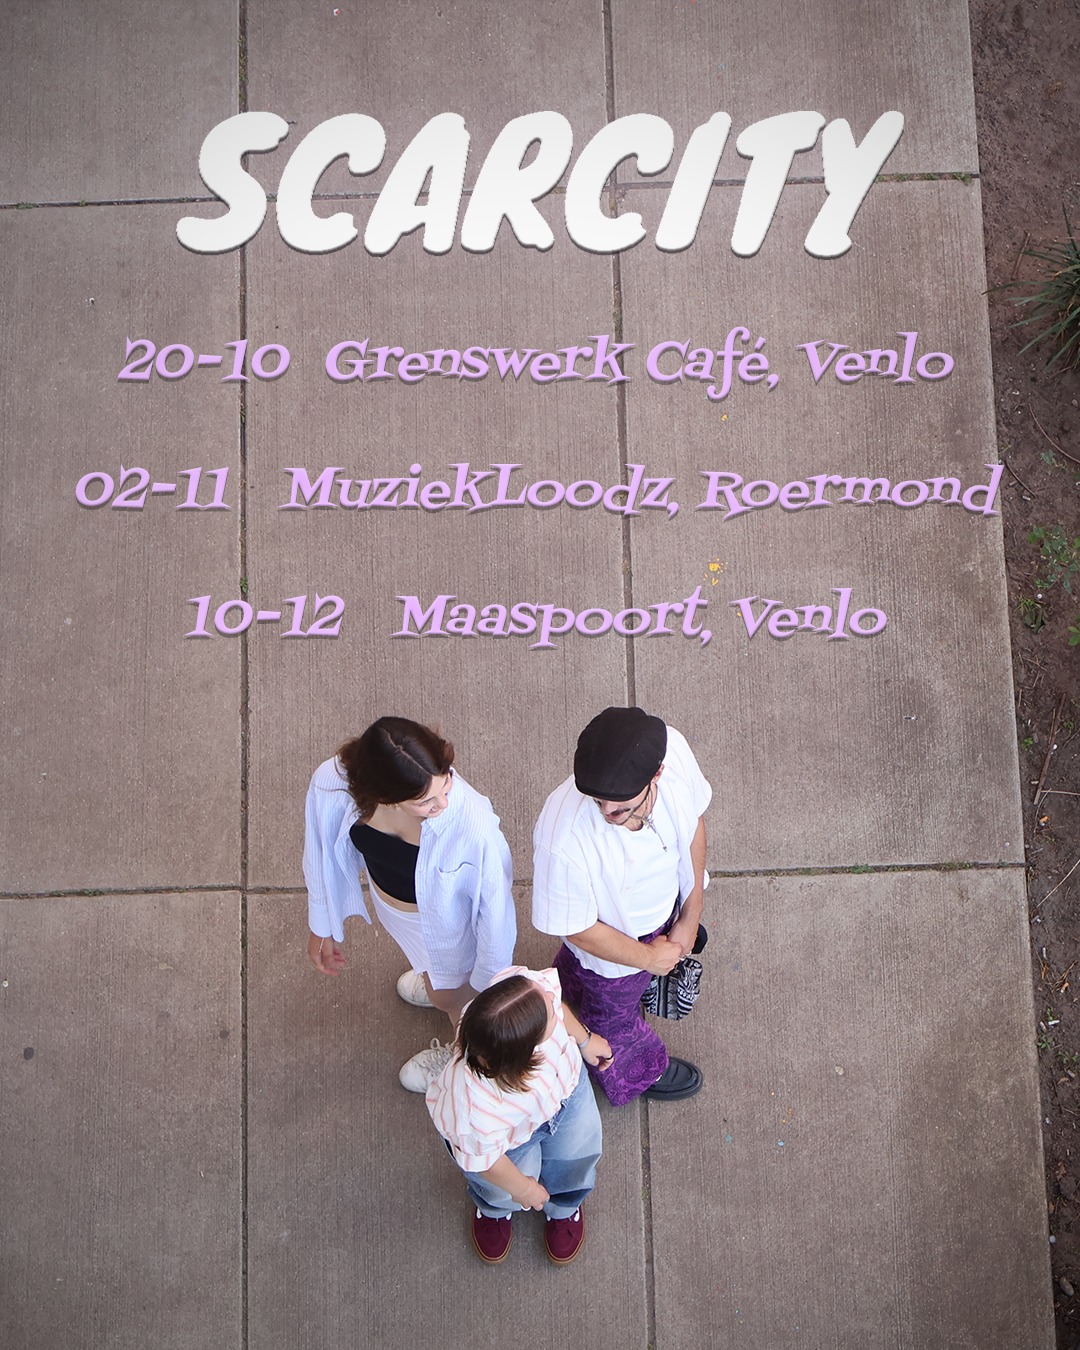 SCARCITY
20-10 Grenswerk Café, Venlo
02-11 MuziekLoodz, Roermond
10-12 Maaspoort, Venlo